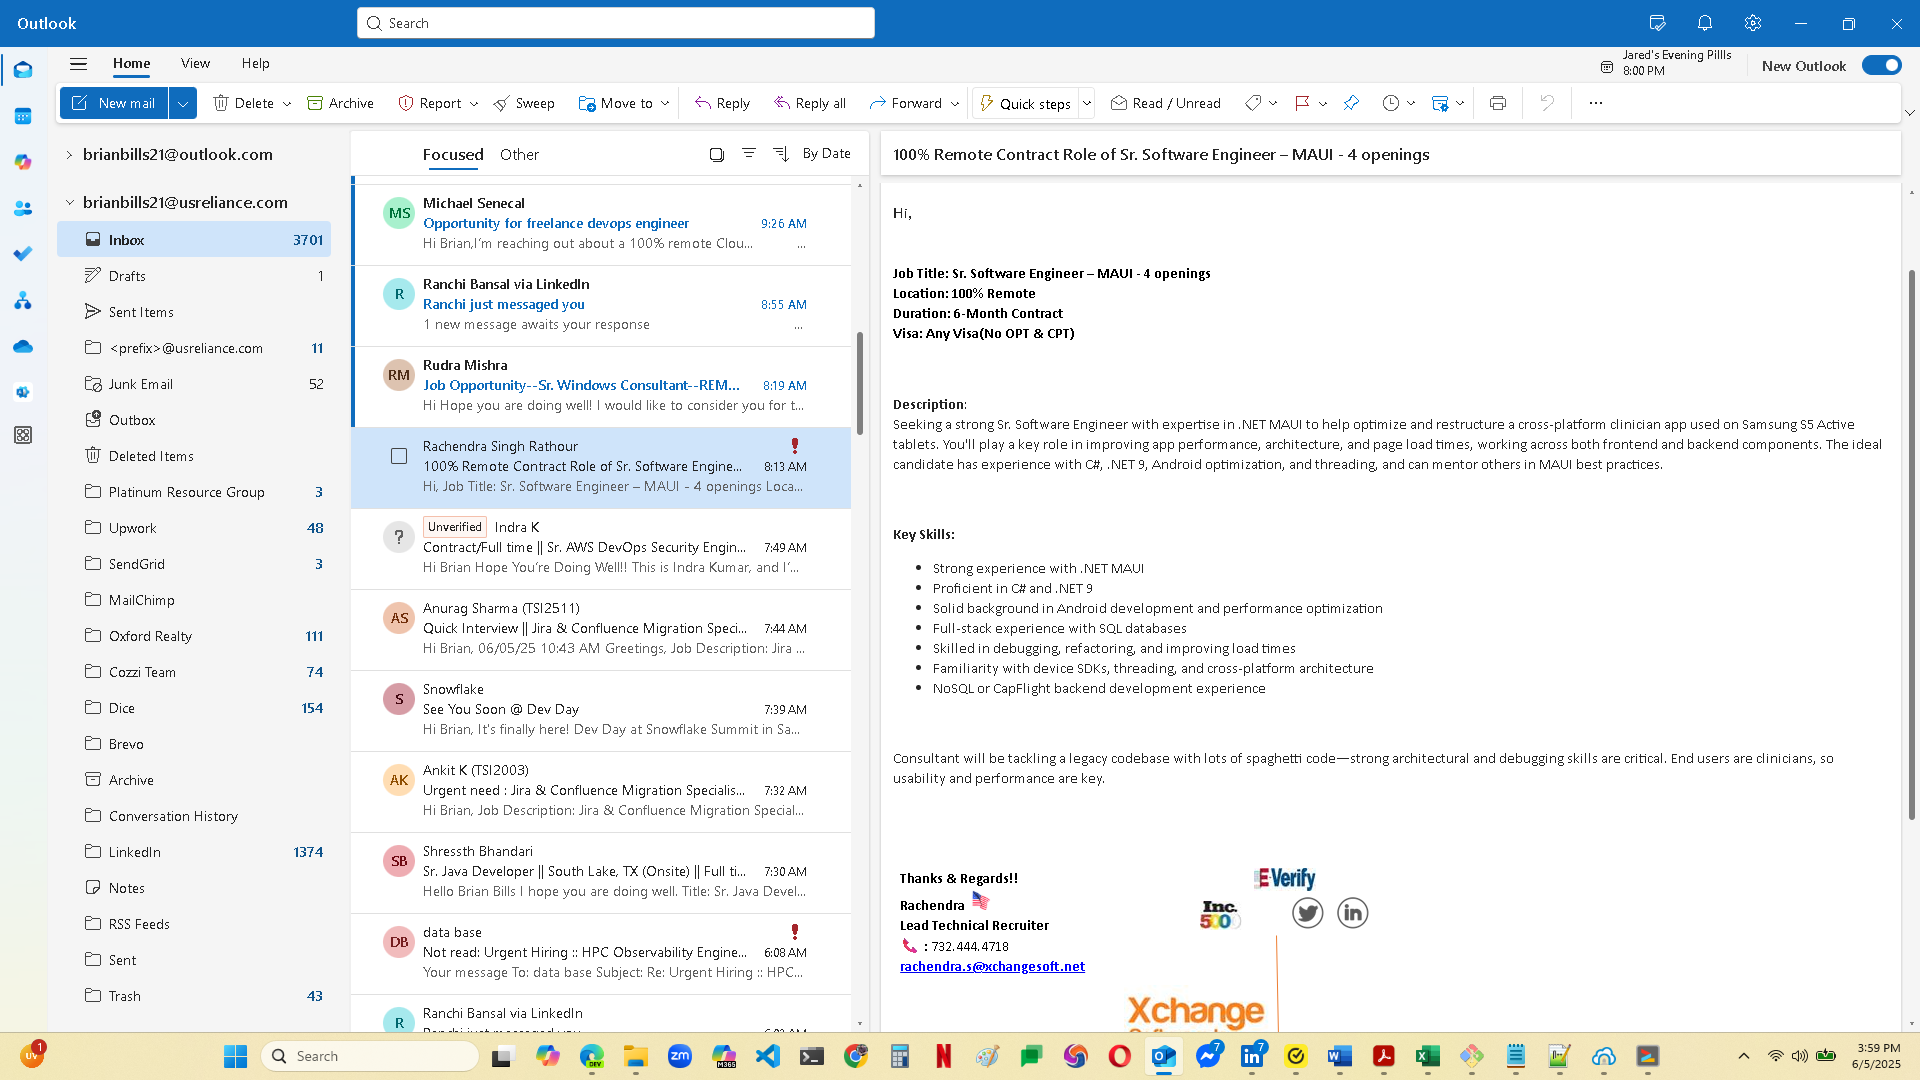 Outlook
Search
Home
View
Help
Jared's Evening Pillls
8:00 PM
New Outlook
New mail
Delete
Archive
Report
Sweep
Move to
Reply
Reply all
Forward
Quick steps
Read / Unread
...
brianbills21@outlook.com
brianbills21@usreliance.com
Inbox 3701
Drafts 1
Sent Items
<prefix>@usreliance.com 11
Junk Email 52
Outbox
Deleted Items
Platinum Resource Group 3
Upwork 48
SendGrid 3
MailChimp
Oxford Realty 111
Cozzi Team 74
Dice 154
Brevo
Archive
Conversation History
LinkedIn 1374
Notes
RSS Feeds
Sent
Trash 43
Focused
Other
By Date
MS
Michael Senecal
Opportunity for freelance devops engineer 9:26 AM
Hi Brian,I'm reaching out about a 100% remote Clou... ...
R
Ranchi Bansal via LinkedIn
Ranchi just messaged you 8:55 AM
1 new message awaits your response ...
RM
Rudra Mishra
Job Opportunity--Sr. Windows Consultant--REM... 8:19 AM
Hi Hope you are doing well! I would like to consider you for t...
Rachendra Singh Rathour
100% Remote Contract Role of Sr. Software Engine... 8:13 AM
Hi, Job Title: Sr. Software Engineer – MAUI - 4 openings Loca...
?
Unverified Indra K
Contract/Full time || Sr. AWS DevOps Security Engin... 7:49 AM
Hi Brian Hope You're Doing Well!! This is Indra Kumar, and I'...
AS
Anurag Sharma (TSI2511)
Quick Interview || Jira & Confluence Migration Speci... 7:44 AM
Hi Brian, 06/05/25 10:43 AM Greetings, Job Description: Jira ...
S
Snowflake
See You Soon @ Dev Day 7:39 AM
Hi Brian, It's finally here! Dev Day at Snowflake Summit in Sa...
AK
Ankit K (TSI2003)
Urgent need : Jira & Confluence Migration Specialis... 7:32 AM
Hi Brian, Job Description: Jira & Confluence Migration Special...
SB
Shressth Bhandari
Sr. Java Developer || South Lake, TX (Onsite) || Full ti... 7:30 AM
Hello Brian Bills I hope you are doing well. Title: Sr. Java Devel...
DB
data base
Not read: Urgent Hiring :: HPC Observability Engine... 6:08 AM
Your message To: data base Subject: Re: Urgent Hiring :: HPC...
R
Ranchi Bansal via LinkedIn
100% Remote Contract Role of Sr. Software Engineer – MAUI - 4 openings
Hi,
Job Title: Sr. Software Engineer – MAUI - 4 openings
Location: 100% Remote
Duration: 6-Month Contract
Visa: Any Visa(No OPT & CPT)
Description:
Seeking a strong Sr. Software Engineer with expertise in .NET MAUI to help optimize and restructure a cross-platform clinician app used on Samsung S5 Active
tablets. You'll play a key role in improving app performance, architecture, and page load times, working across both frontend and backend components. The ideal
candidate has experience with C#, .NET 9, Android optimization, and threading, and can mentor others in MAUI best practices.
Key Skills:
• Strong experience with .NET MAUI
• Proficient in C# and .NET 9
• Solid background in Android development and performance optimization
• Full-stack experience with SQL databases
• Skilled in debugging, refactoring, and improving load times
• Familiarity with device SDKs, threading, and cross-platform architecture
• NoSQL or CapFlight backend development experience
Consultant will be tackling a legacy codebase with lots of spaghetti code—strong architectural and debugging skills are critical. End users are clinicians, so
usability and performance are key.
Thanks & Regards!!
Rachendra
Lead Technical Recruiter
: 732.444.4718
rachendra.s@xchangesoft.net
E-Verify
Inc.
5000
in
Xchange
UV
1
Search
DEV
zm
M365
7
7
3:59 PM
6/5/2025